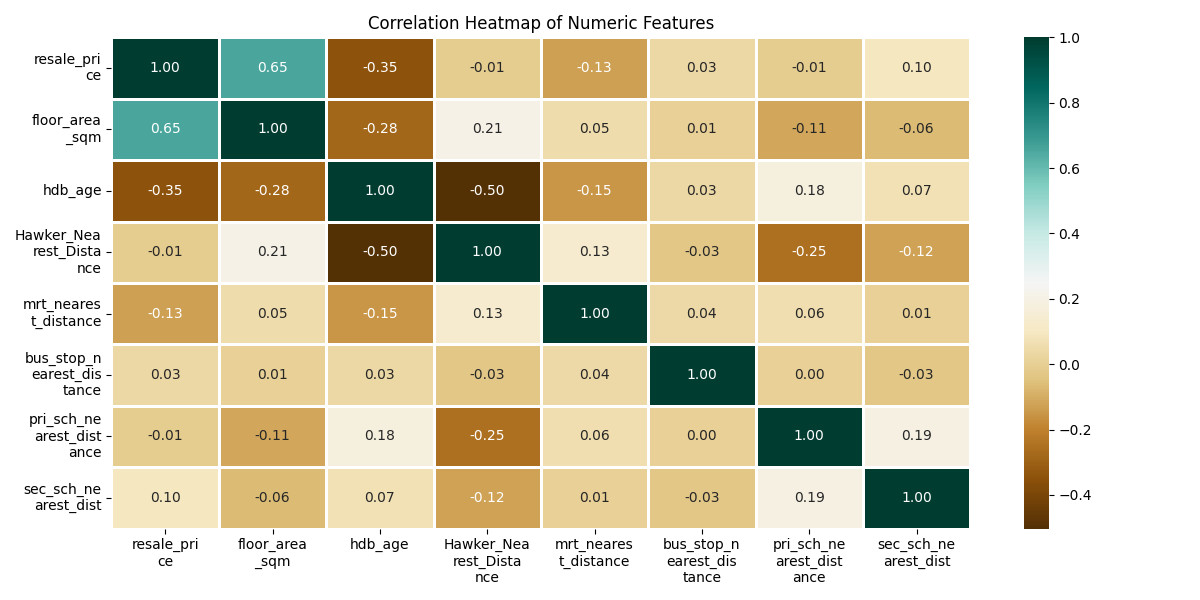 Correlation Heatmap of Numeric Features
resale_pri
ce
1.00 0.65 -0.35 -0.01 -0.13 0.03 -0.01 0.10
floor_area
_sqm
0.65 1.00 -0.28 0.21 0.05 0.01 -0.11 -0.06
hdb_age
-0.35 -0.28 1.00 -0.50 -0.15 0.03 0.18 0.07
Hawker_Nea
rest_Dista
nce
-0.01 0.21 -0.50 1.00 0.13 -0.03 -0.25 -0.12
mrt_neares
t_distance
-0.13 0.05 -0.15 0.13 1.00 0.04 0.06 0.01
bus_stop_n
earest_dis
tance
0.03 0.01 0.03 -0.03 0.04 1.00 0.00 -0.03
pri_sch_ne
arest_dist
ance
-0.01 -0.11 0.18 -0.25 0.06 0.00 1.00 0.19
sec_sch_ne
arest_dist
0.10 -0.06 0.07 -0.12 0.01 -0.03 0.19 1.00
resale_pri
ce
floor_area
_sqm
hdb_age
Hawker_Nea
rest_Dista
nce
mrt_neares
t_distance
bus_stop_n
earest_dis
tance
pri_sch_ne
arest_dist
ance
sec_sch_ne
arest_dist
1.0
0.8
0.6
0.4
0.2
0.0
−0.2
−0.4